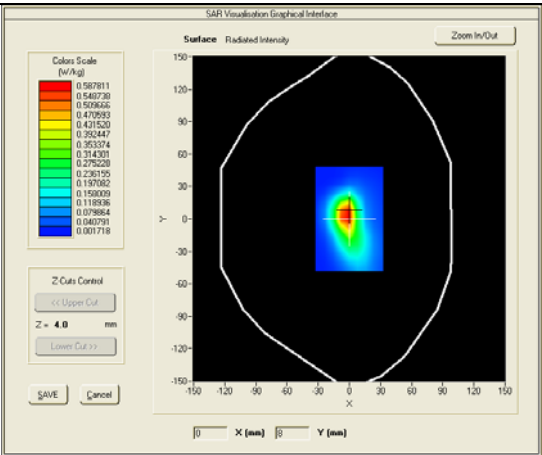 SAR Visualisation Graphical Interface
Surface Radiated Intensity
Zoom In/Out
Colors Scale
(W/kg)
0.587811
0.548738
0.509666
0.470593
0.431520
0.392447
0.353374
0.314301
0.275228
0.236155
0.197082
0.158009
0.118936
0.079864
0.040791
0.001718
Z-Cuts Control
<< Upper Cut
Z = 4.0 mm
Lower Cut >>
SAVE Cancel
150
120
90
60
30
0
-30
-60
-90
-120
-150
Y
-150 -120 -90 -60 -30 0 30 60 90 120 150
X
0 X (mm) 8 Y (mm)